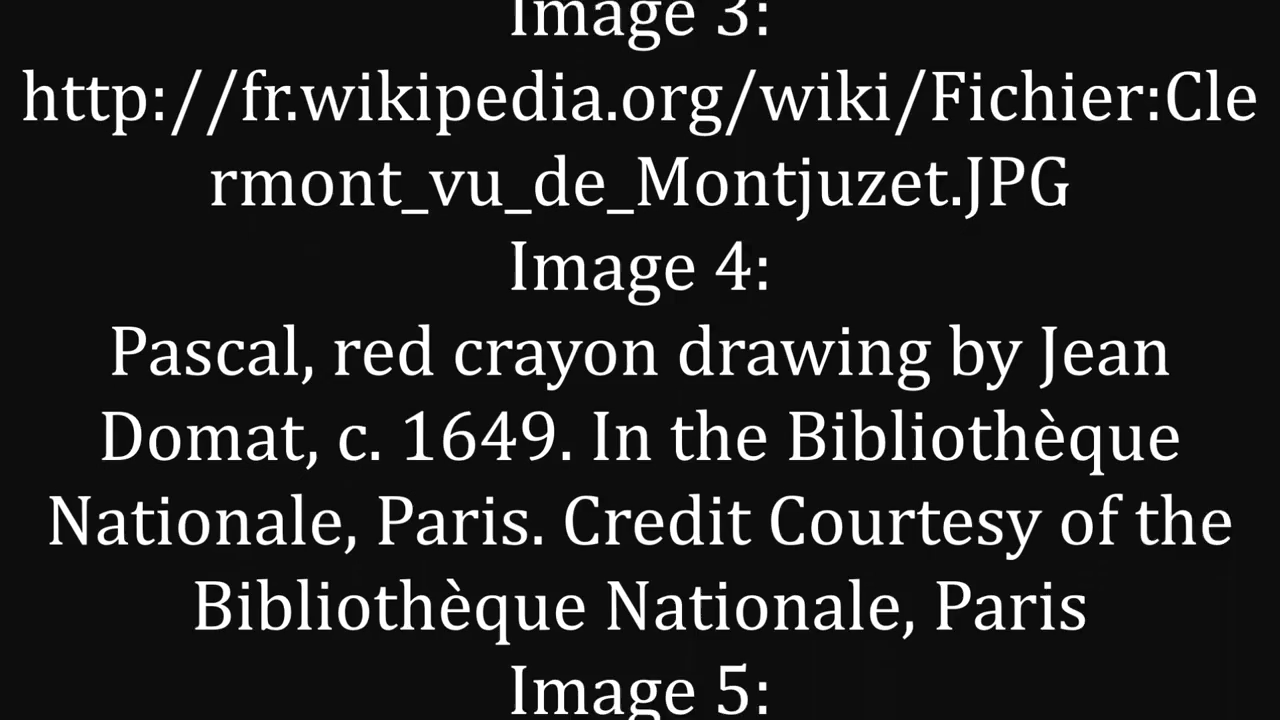 Image 3:
http://fr.wikipedia.org/wiki/Fichier:Cle
rmont_vu_de_Montjuzet.JPG
Image 4:
Pascal, red crayon drawing by Jean
Domat, c. 1649. In the Bibliothèque
Nationale, Paris. Credit Courtesy of the
Bibliothèque Nationale, Paris
Image 5: